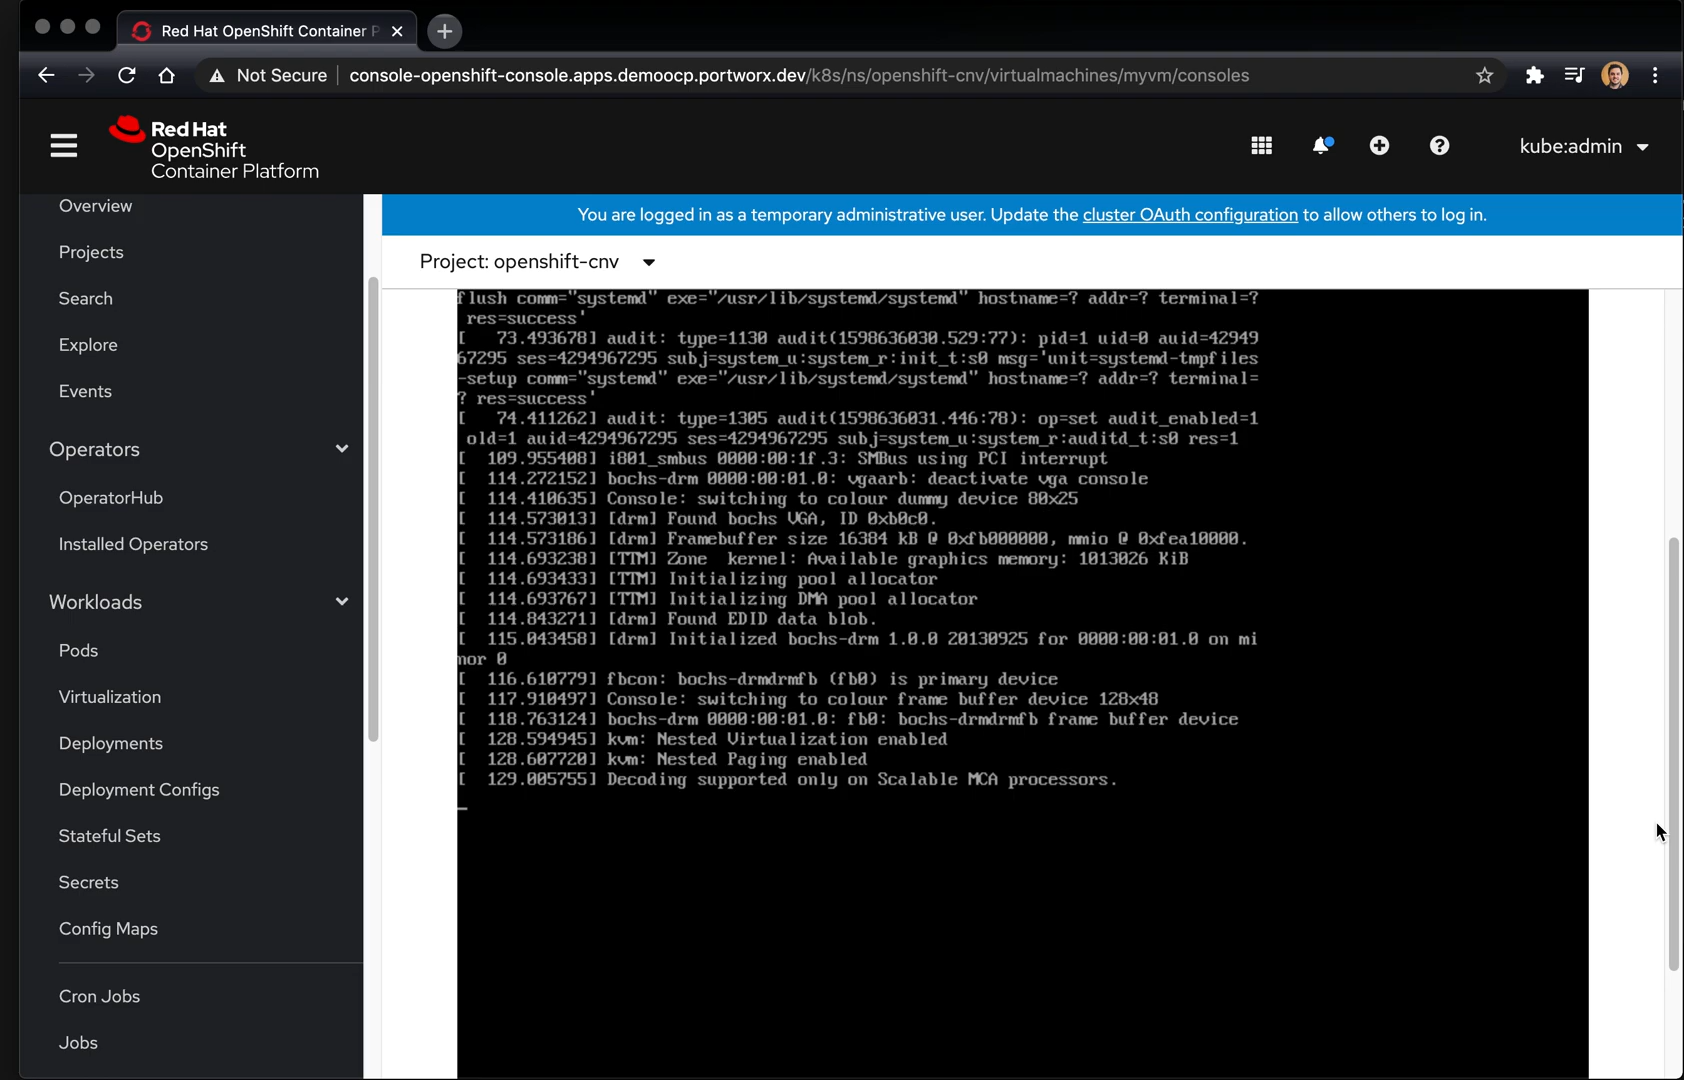 Red Hat OpenShift Container P
Not Secure
console-openshift-console.apps.demoocp.portworx.dev/k8s/ns/openshift-cnv/virtualmachines/myvm/consoles
Red Hat
OpenShift
Container Platform
kube:admin
Overview
Projects
Search
Explore
Events
Operators
OperatorHub
Installed Operators
Workloads
Pods
Virtualization
Deployments
Deployment Configs
Stateful Sets
Secrets
Config Maps
Cron Jobs
Jobs
You are logged in as a temporary administrative user. Update the cluster OAuth configuration to allow others to log in.
Project: openshift-cnv
flush comm="systemd" exe="/usr/lib/systemd/systemd" hostname=? addr=? terminal=?
res=success'
[   73.493678] audit: type=1130 audit(1598636030.529:77): pid=1 uid=0 auid=42949
67295 ses=4294967295 subj=system_u:system_r:init_t:s0 msg='unit=systemd-tmpfiles
-setup comm="systemd" exe="/usr/lib/systemd/systemd" hostname=? addr=? terminal=
? res=success'
[   74.411262] audit: type=1305 audit(1598636031.446:78): op=set audit_enabled=1
old=1 auid=4294967295 ses=4294967295 subj=system_u:system_r:auditd_t:s0 res=1
[  109.955408] i801_smbus 0000:00:1f.3: SMBus using PCI interrupt
[  114.272152] bochs-drm 0000:00:01.0: vgaarb: deactivate vga console
[  114.410635] Console: switching to colour dummy device 80x25
[  114.573013] [drm] Found bochs VGA, ID 0xb0c0.
[  114.573186] [drm] Framebuffer size 16384 kB @ 0xfb000000, mmio @ 0xfea10000.
[  114.693238] [TTM] Zone  kernel: Available graphics memory: 1013026 KiB
[  114.693433] [TTM] Initializing pool allocator
[  114.693767] [TTM] Initializing DMA pool allocator
[  114.843271] [drm] Found EDID data blob.
[  115.043458] [drm] Initialized bochs-drm 1.0.0 20130925 for 0000:00:01.0 on mi
nor 0
[  116.610779] fbcon: bochs-drmdrmfb (fb0) is primary device
[  117.910497] Console: switching to colour frame buffer device 128x48
[  118.763124] bochs-drm 0000:00:01.0: fb0: bochs-drmdrmfb frame buffer device
[  128.594945] kvm: Nested Virtualization enabled
[  128.607720] kvm: Nested Paging enabled
[  129.005755] Decoding supported only on Scalable MCA processors.